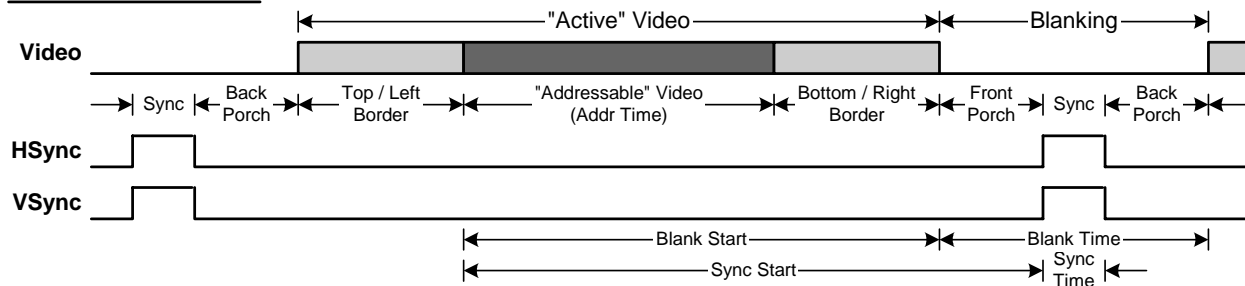 "Active" Video
Blanking
Video
Sync
Back
Porch
Top / Left
Border
"Addressable" Video
(Addr Time)
Bottom / Right
Border
Front
Porch
Sync
Back
Porch
HSync
VSync
Blank Start
Blank Time
Sync Start
Sync
Time